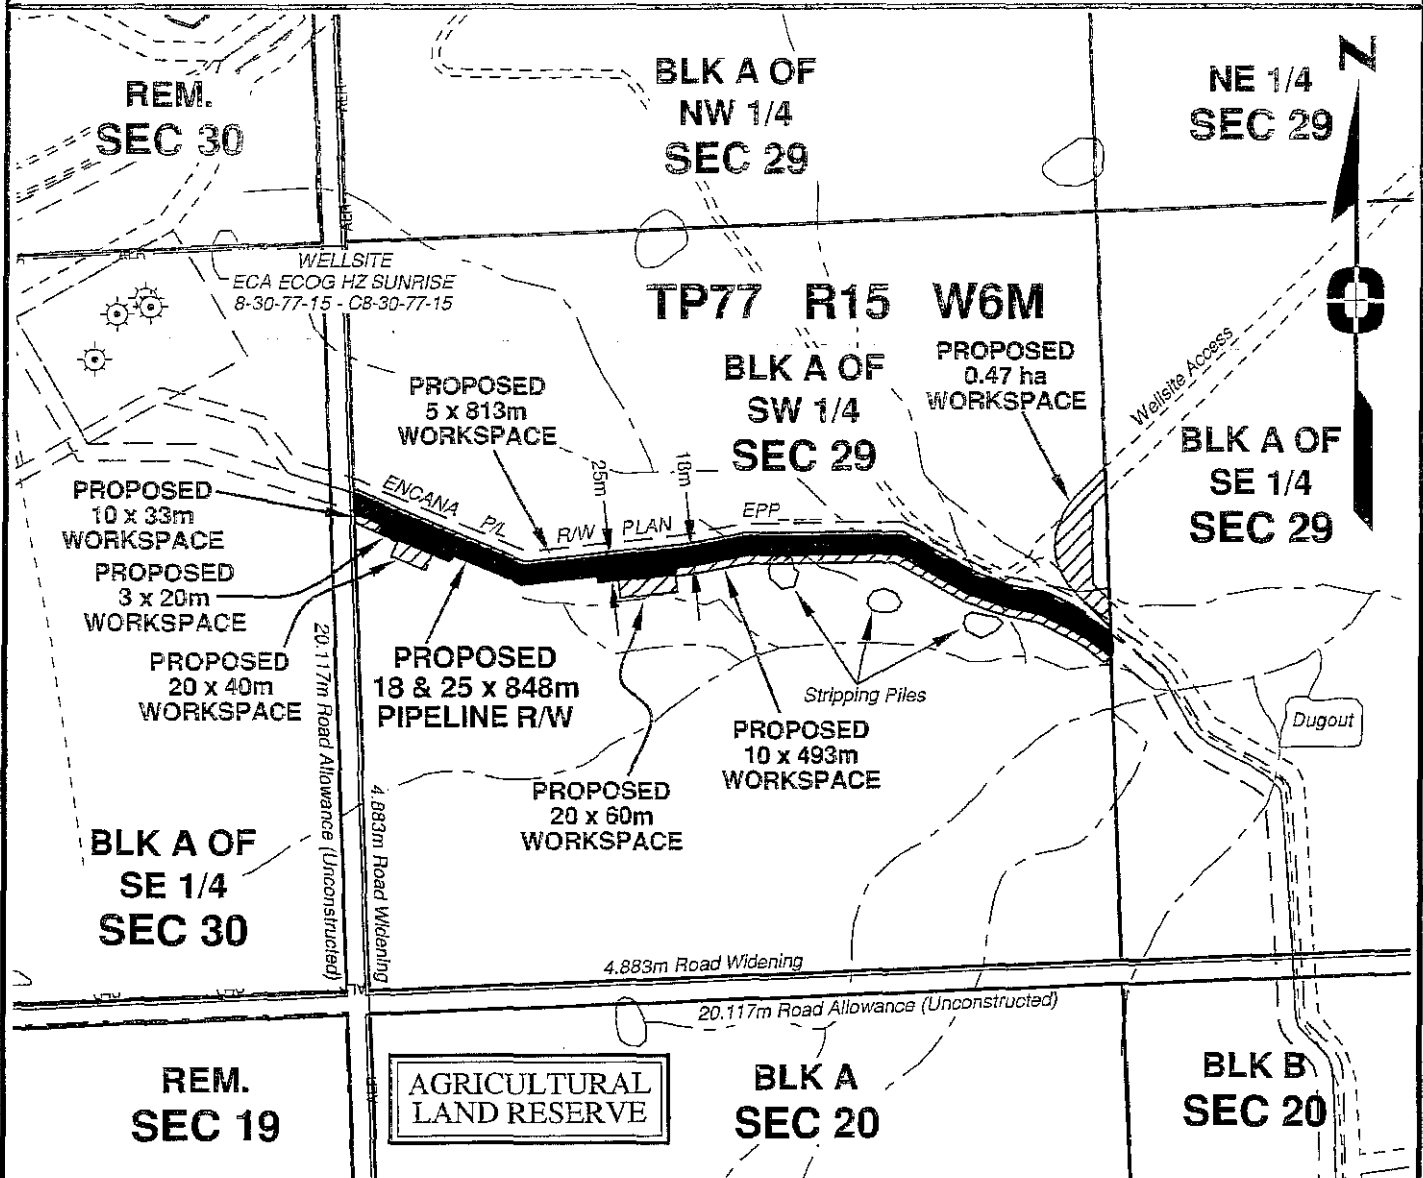 REM.
SEC 30
BLK A OF
NW 1/4
SEC 29
NE 1/4
SEC 29
N
WELLSITE
ECA ECOG HZ SUNRISE
8-30-77-15 - C8-30-77-15
TP77 R15 W6M
PROPOSED
5 x 813m
WORKSPACE
BLK A OF
SW 1/4
SEC 29
PROPOSED
0.47 ha
WORKSPACE
Wellsite Access
BLK A OF
SE 1/4
SEC 29
25m
18m
ENCANA P/L R/W PLAN EPP
PROPOSED
10 x 33m
WORKSPACE
PROPOSED
3 x 20m
WORKSPACE
PROPOSED
20 x 40m
WORKSPACE
PROPOSED
18 & 25 x 848m
PIPELINE R/W
Stripping Piles
Dugout
PROPOSED
10 x 493m
WORKSPACE
PROPOSED
20 x 60m
WORKSPACE
20.117m Road Allowance (Unconstructed)
4.883m Road Widening
BLK A OF
SE 1/4
SEC 30
4.883m Road Widening
20.117m Road Allowance (Unconstructed)
REM.
SEC 19
AGRICULTURAL
LAND RESERVE
BLK A
SEC 20
BLK B
SEC 20